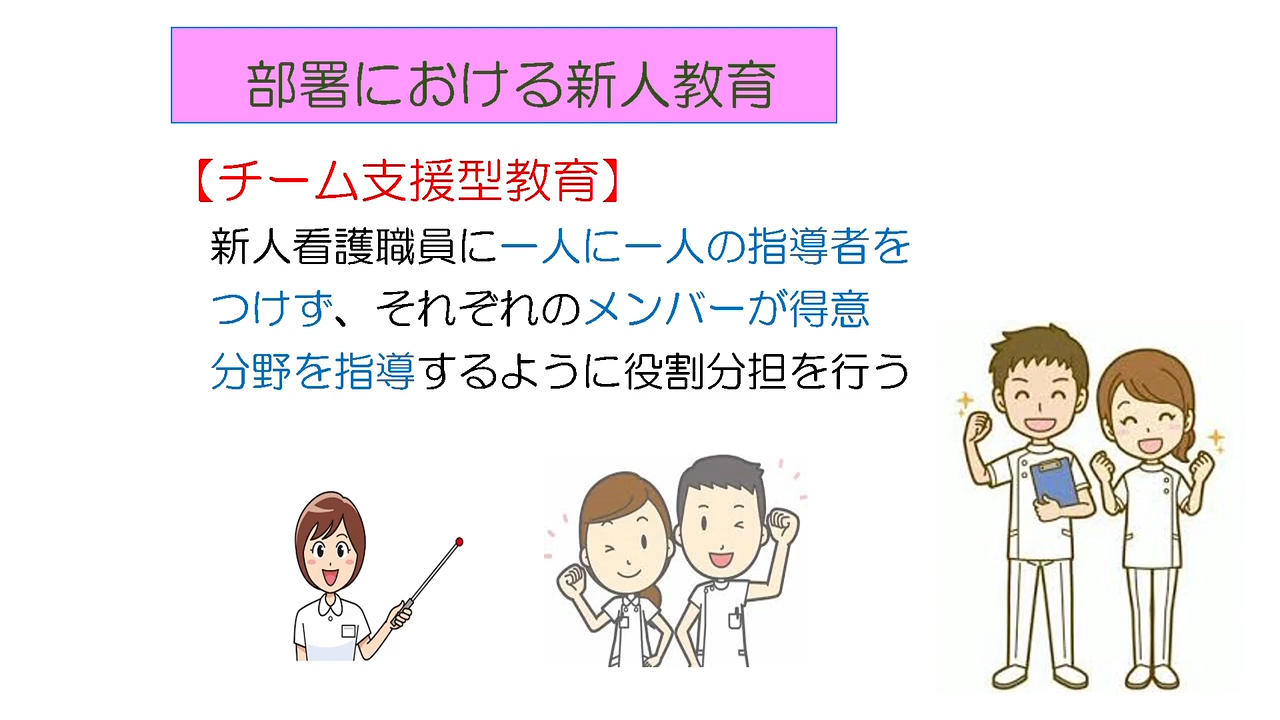 部署における新人教育
【チーム支援型教育】
新人看護職員に一人に一人の指導者を
つけず、それぞれのメンバーが得意
分野を指導するように役割分担を行う